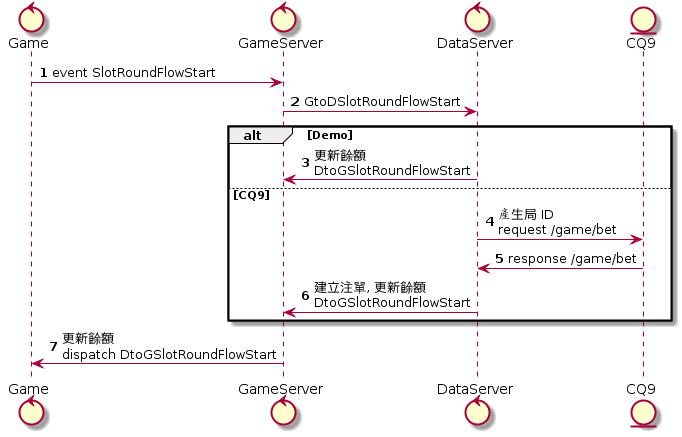 Game
GameServer
DataServer
CQ9
1 event SlotRoundFlowStart
2 GtoDSlotRoundFlowStart
alt [Demo]
3 更新餘額
DtoGSlotRoundFlowStart
[CQ9]
4 產生局 ID
request /game/bet
5 response /game/bet
6 建立注單, 更新餘額
DtoGSlotRoundFlowStart
7 更新餘額
dispatch DtoGSlotRoundFlowStart
Game
GameServer
DataServer
CQ9